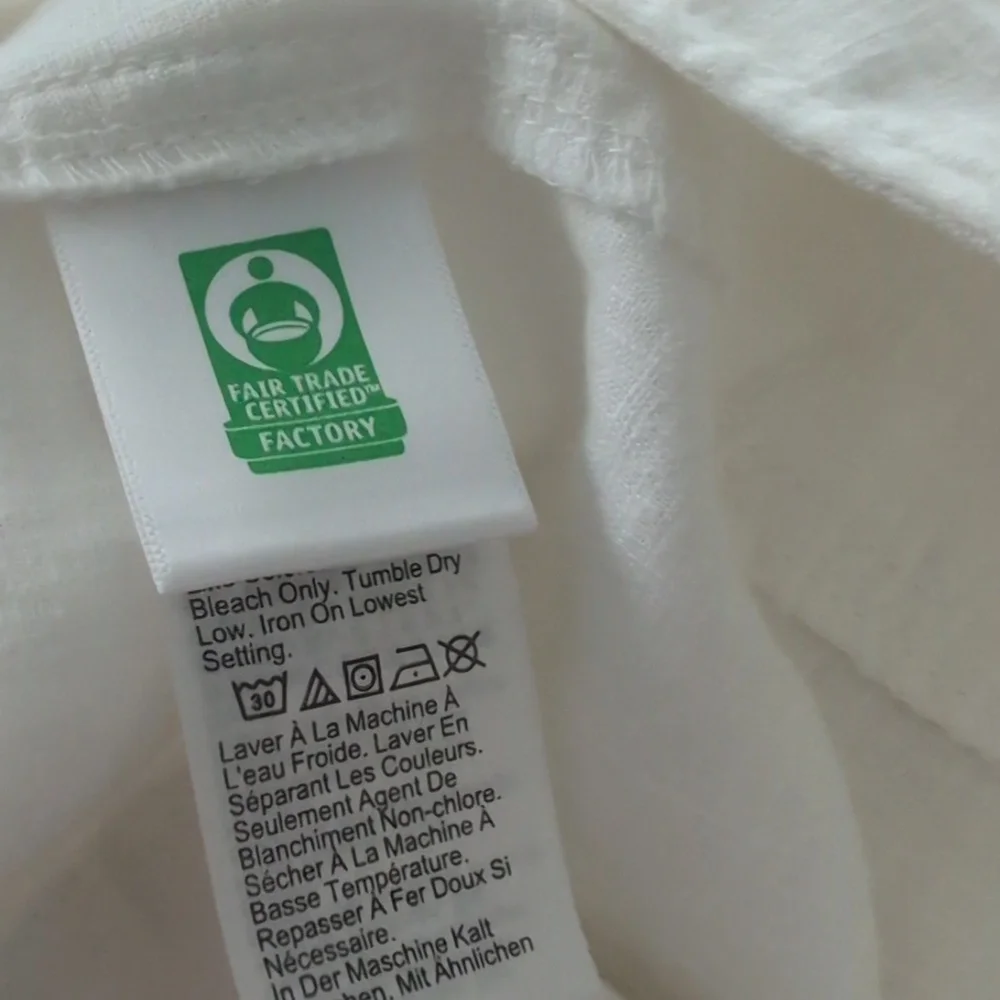 FAIR TRADE
CERTIFIED™
FACTORY
Bleach Only. Tumble Dry
Low. Iron On Lowest
Setting.
30
Laver À La Machine À
L'eau Froide. Laver En
Séparant Les Couleurs.
Seulement Agent De
Blanchiment Non-chlore.
Sécher À La Machine À
Basse Température.
Repasser À Fer Doux Si
Nécessaire.
In Der Maschine Kalt
Mit Ähnlichen